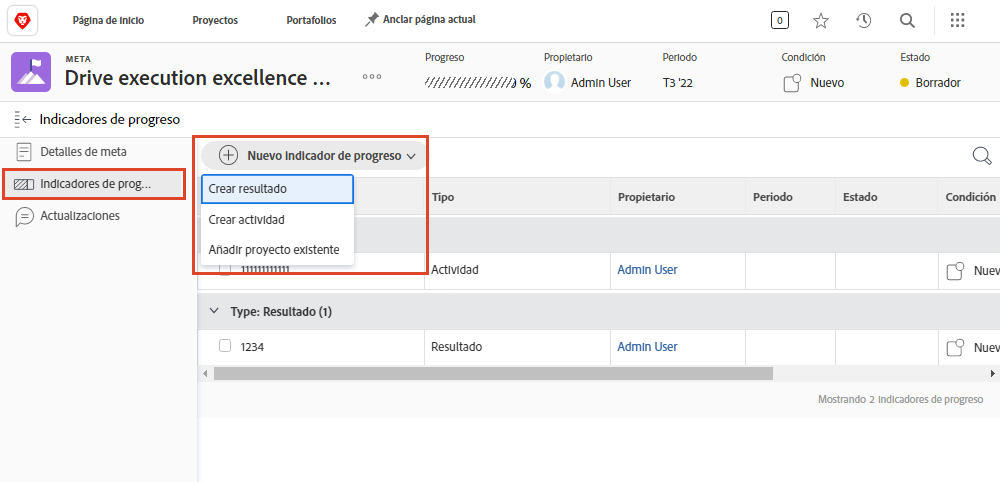 Página de inicio
Proyectos
Portafolios
Anclar página actual
0
META
Drive execution excellence ...
Progreso
%
Propietario
Admin User
Periodo
T3 '22
Condición
Nuevo
Estado
Borrador
Indicadores de progreso
Detalles de meta
Indicadores de prog...
Actualizaciones
Nuevo indicador de progreso
Crear resultado
Crear actividad
Añadir proyecto existente
Tipo
Propietario
Periodo
Estado
Condición
111111111111 Actividad Admin User Nuev
Type: Resultado (1)
1234 Resultado Admin User Nuev
Mostrando 2 Indicadores de progreso